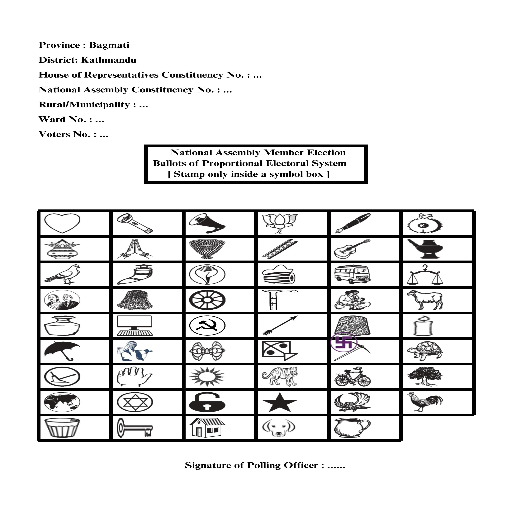 Province : Bagmati
District: Kathmandu
House of Representatives Constituency No. : ...
National Assembly Constituency No. : ...
Rural/Municipality : ...
Ward No. : ...
Voters No. : ...
National Assembly Member Election
Ballots of Proportional Electoral System
[ Stamp only inside a symbol box ]
Signature of Polling Officer : ......